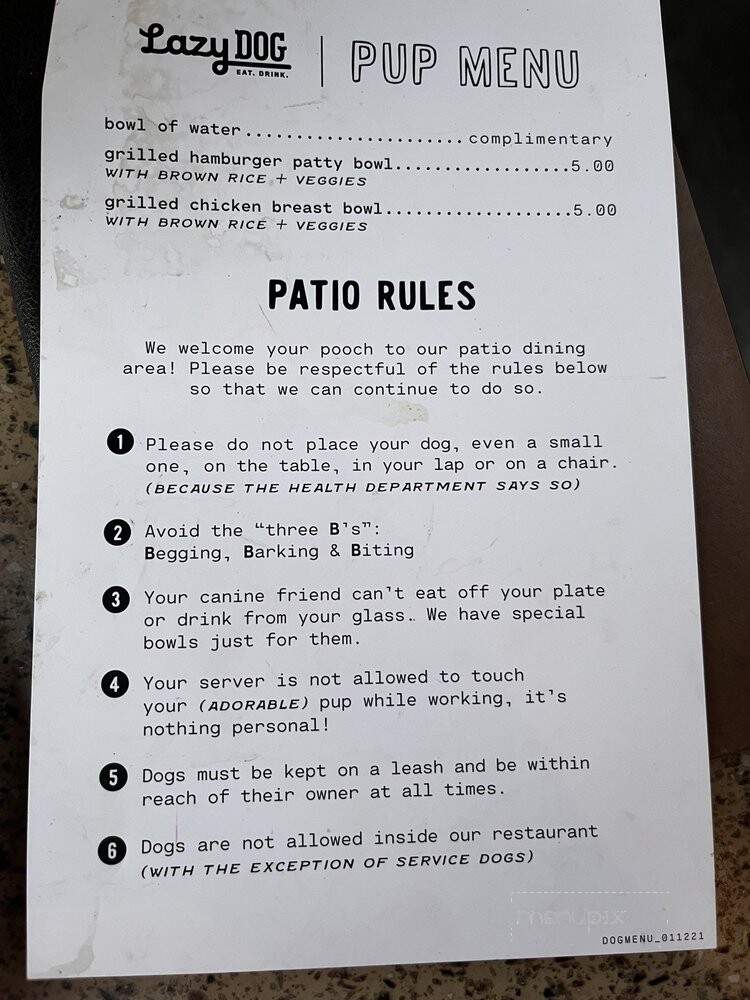 Lazy DOG
EAT. DRINK.
PUP MENU
bowl of water......................complimentary
grilled hamburger patty bowl..................5.00
WITH BROWN RICE + VEGGIES
grilled chicken breast bowl...................5.00
WITH BROWN RICE + VEGGIES
PATIO RULES
We welcome your pooch to our patio dining
area! Please be respectful of the rules below
so that we can continue to do so.
1 Please do not place your dog, even a small
one, on the table, in your lap or on a chair.
(BECAUSE THE HEALTH DEPARTMENT SAYS SO)
2 Avoid the “three B's”:
Begging, Barking & Biting
3 Your canine friend can't eat off your plate
or drink from your glass.. We have special
bowls just for them.
4 Your server is not allowed to touch
your (ADORABLE) pup while working, it's
nothing personal!
5 Dogs must be kept on a leash and be within
reach of their owner at all times.
6 Dogs are not allowed inside our restaurant
(WITH THE EXCEPTION OF SERVICE DOGS)
menupix
DOGMENU_011221